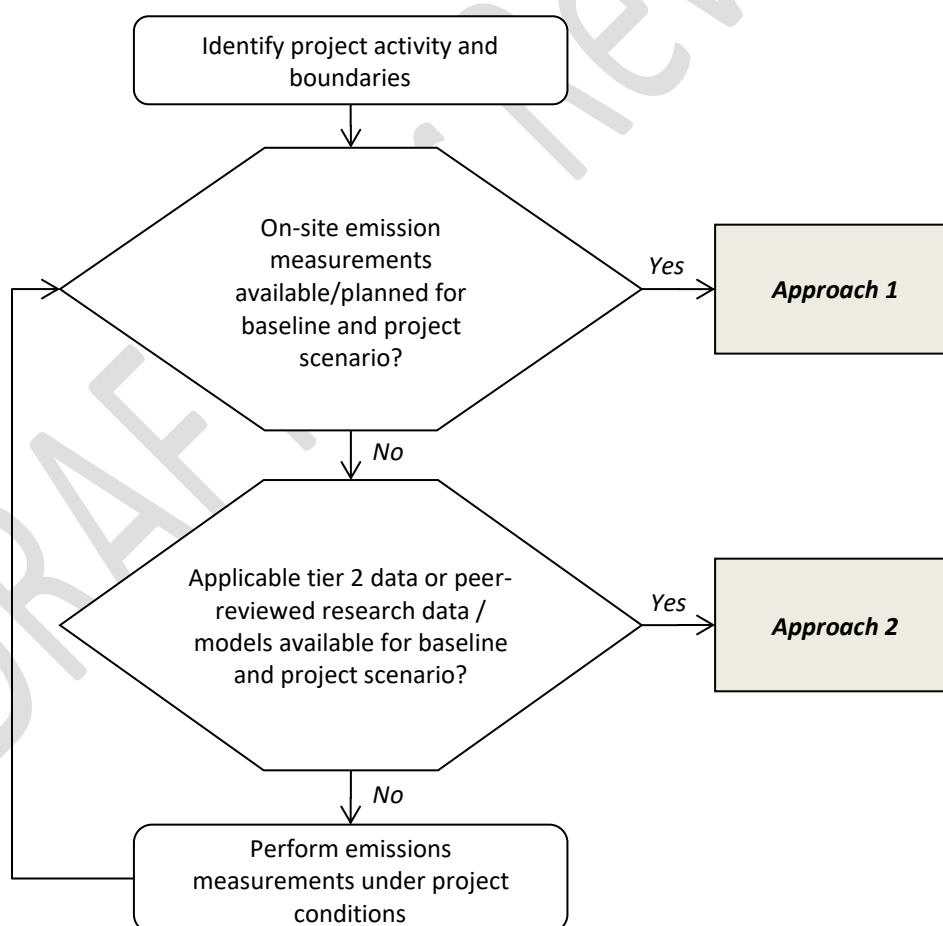 Identify project activity and
boundaries
On-site emission
measurements
available/planned for
baseline and project
scenario?
Yes
Approach 1
No
Applicable tier 2 data or peer-
reviewed research data /
models available for baseline
and project scenario?
Yes
Approach 2
No
Perform emissions
measurements under project
conditions